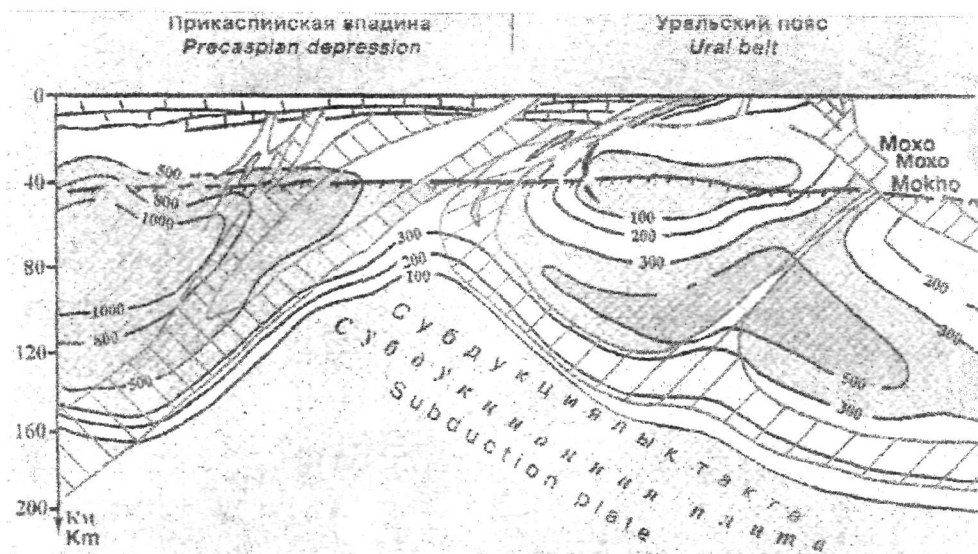 Прикаспийская впадина
Precaspian depression
Уральский пояс
Ural belt
0
40
80
120
160
200
Км
Km
Мохо
Мохо
Mokho
500
800
1000
1000
800
500
300
200
100
100
200
300
500
300
200
300
Субдукциялык такта
Субдукционная плита
Subduction plate